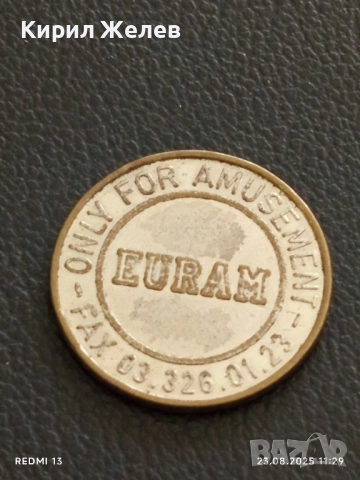 Кирил Желев
- ONLY FOR AMUSEMENT -
EURAM
FAX 03.326.01.23
REDMI 13
23.08.2025 11:29